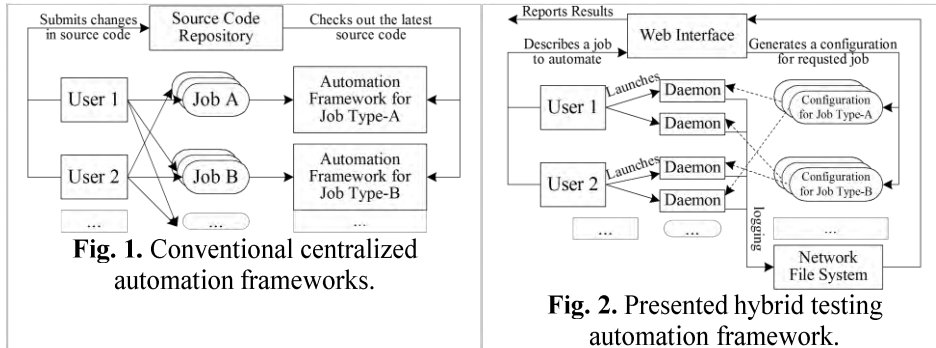 Submits changes
in source code
Source Code
Repository
Checks out the latest
source code
User 1
Job A
Automation
Framework for
Job Type-A
User 2
Job B
Automation
Framework for
Job Type-B
...
...
...
Fig. 1. Conventional centralized
automation frameworks.
Reports Results
Describes a job
to automate
Web Interface
Generates a configuration
for requsted job
User 1
Launches
Daemon
Daemon
Configuration
for Job Type-A
User 2
Launches
Daemon
Daemon
Configuration
for Job Type-B
...
...
...
logging
Network
File System
Fig. 2. Presented hybrid testing
automation framework.